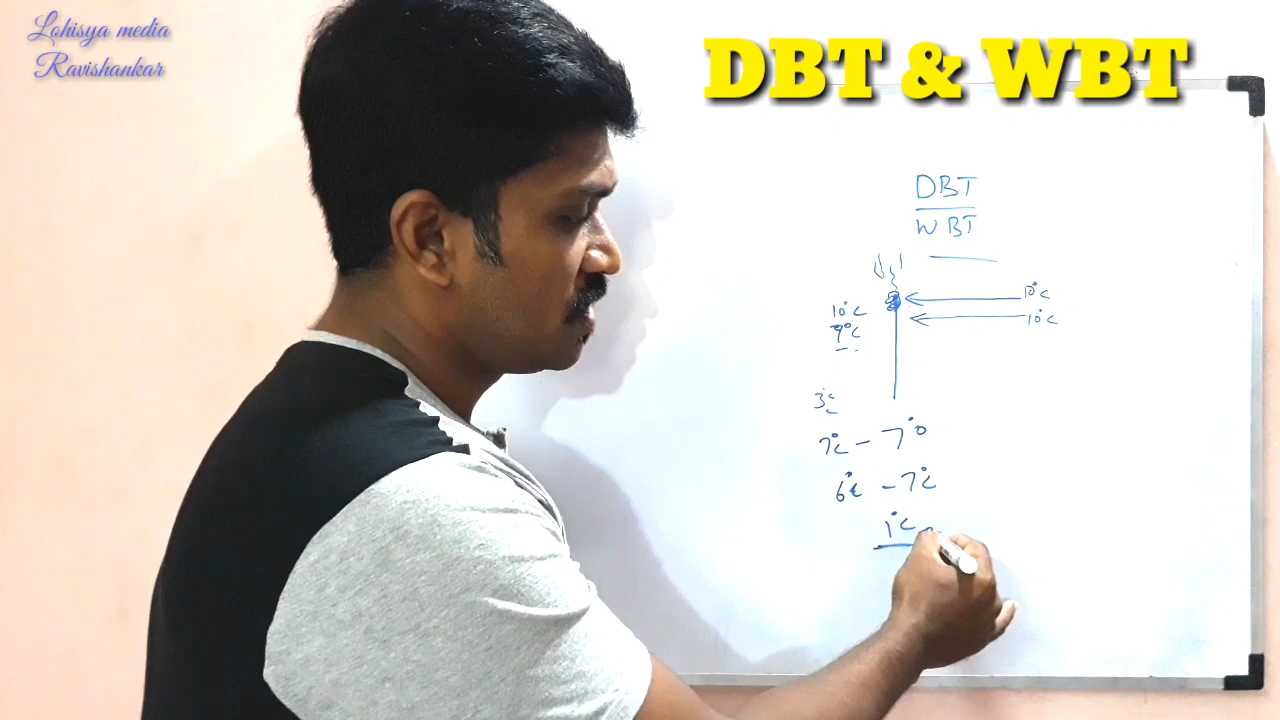 Lohisya media
Ravishankar
DBT & WBT
DBT
WBT
10°C
10°C
10°C
9°C
3°C
7°C - 7°
6°C - 7°C
1°C